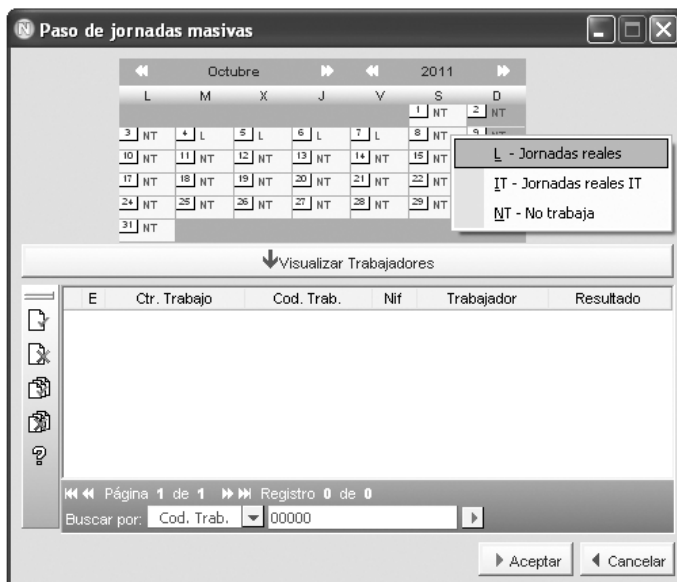 Paso de jornadas masivas
Octubre 2011
L M X J V S D
1 NT 2 NT
3 NT 4 L 5 L 6 L 7 L 8 NT 9 NT
10 NT 11 NT 12 NT 13 NT 14 NT 15 NT
17 NT 18 NT 19 NT 20 NT 21 NT 22 NT
24 NT 25 NT 26 NT 27 NT 28 NT 29 NT
31 NT
L - Jornadas reales
IT - Jornadas reales IT
NT - No trabaja
Visualizar Trabajadores
E Ctr. Trabajo Cod. Trab. Nif Trabajador Resultado
Página 1 de 1 Registro 0 de 0
Buscar por: Cod. Trab. 00000
Aceptar Cancelar